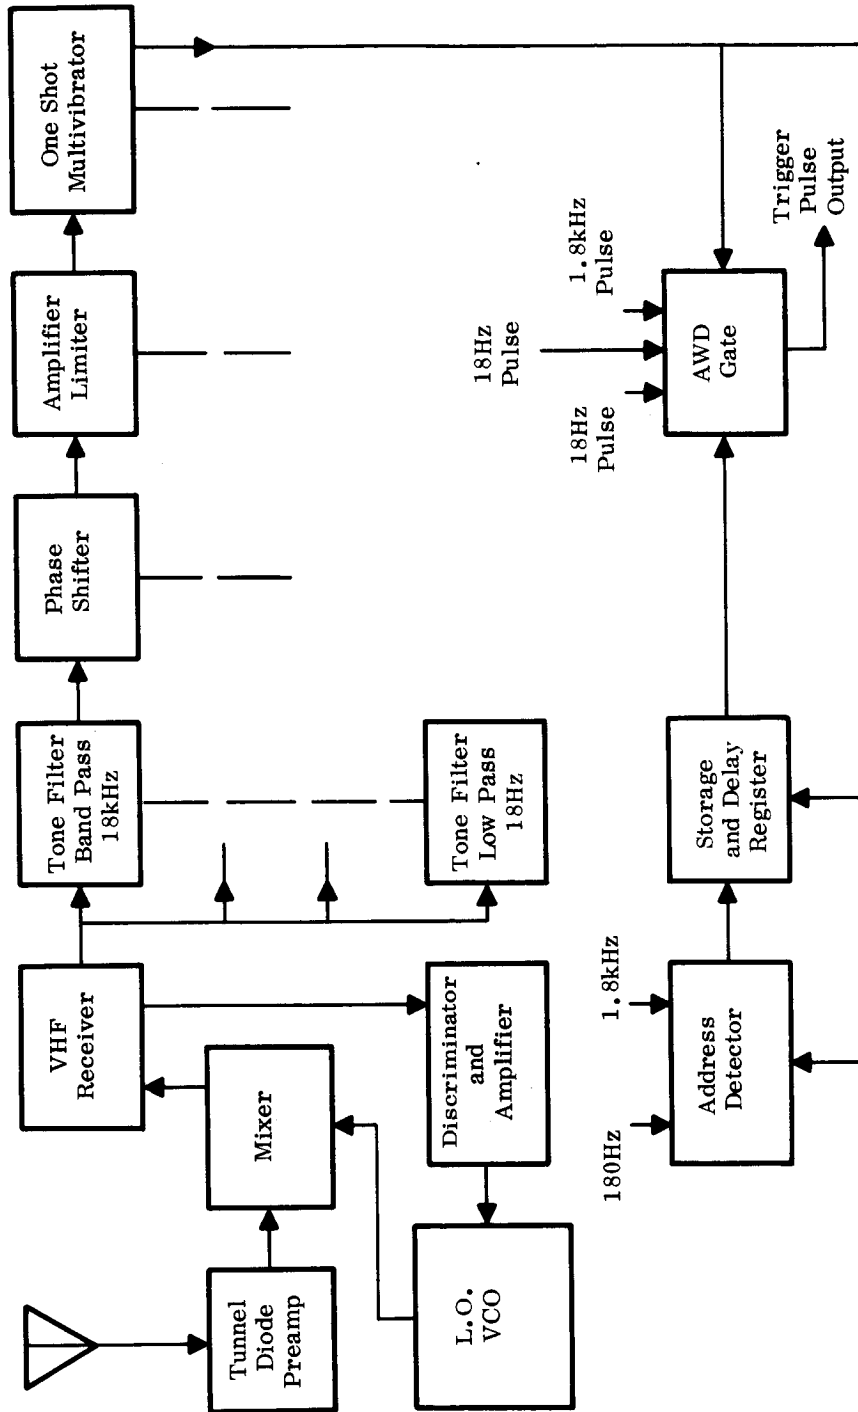 Tunnel
Diode
Preamp
Mixer
L.O.
VCO
VHF
Receiver
Discriminator
and
Amplifier
Tone Filter
Band Pass
18kHz
Tone Filter
Low Pass
18Hz
Phase
Shifter
Amplifier
Limiter
One Shot
Multivibrator
180Hz
1.8kHz
Address
Detector
Storage
and Delay
Register
18Hz
Pulse
18Hz
Pulse
1.8kHz
Pulse
AWD
Gate
Trigger
Pulse
Output